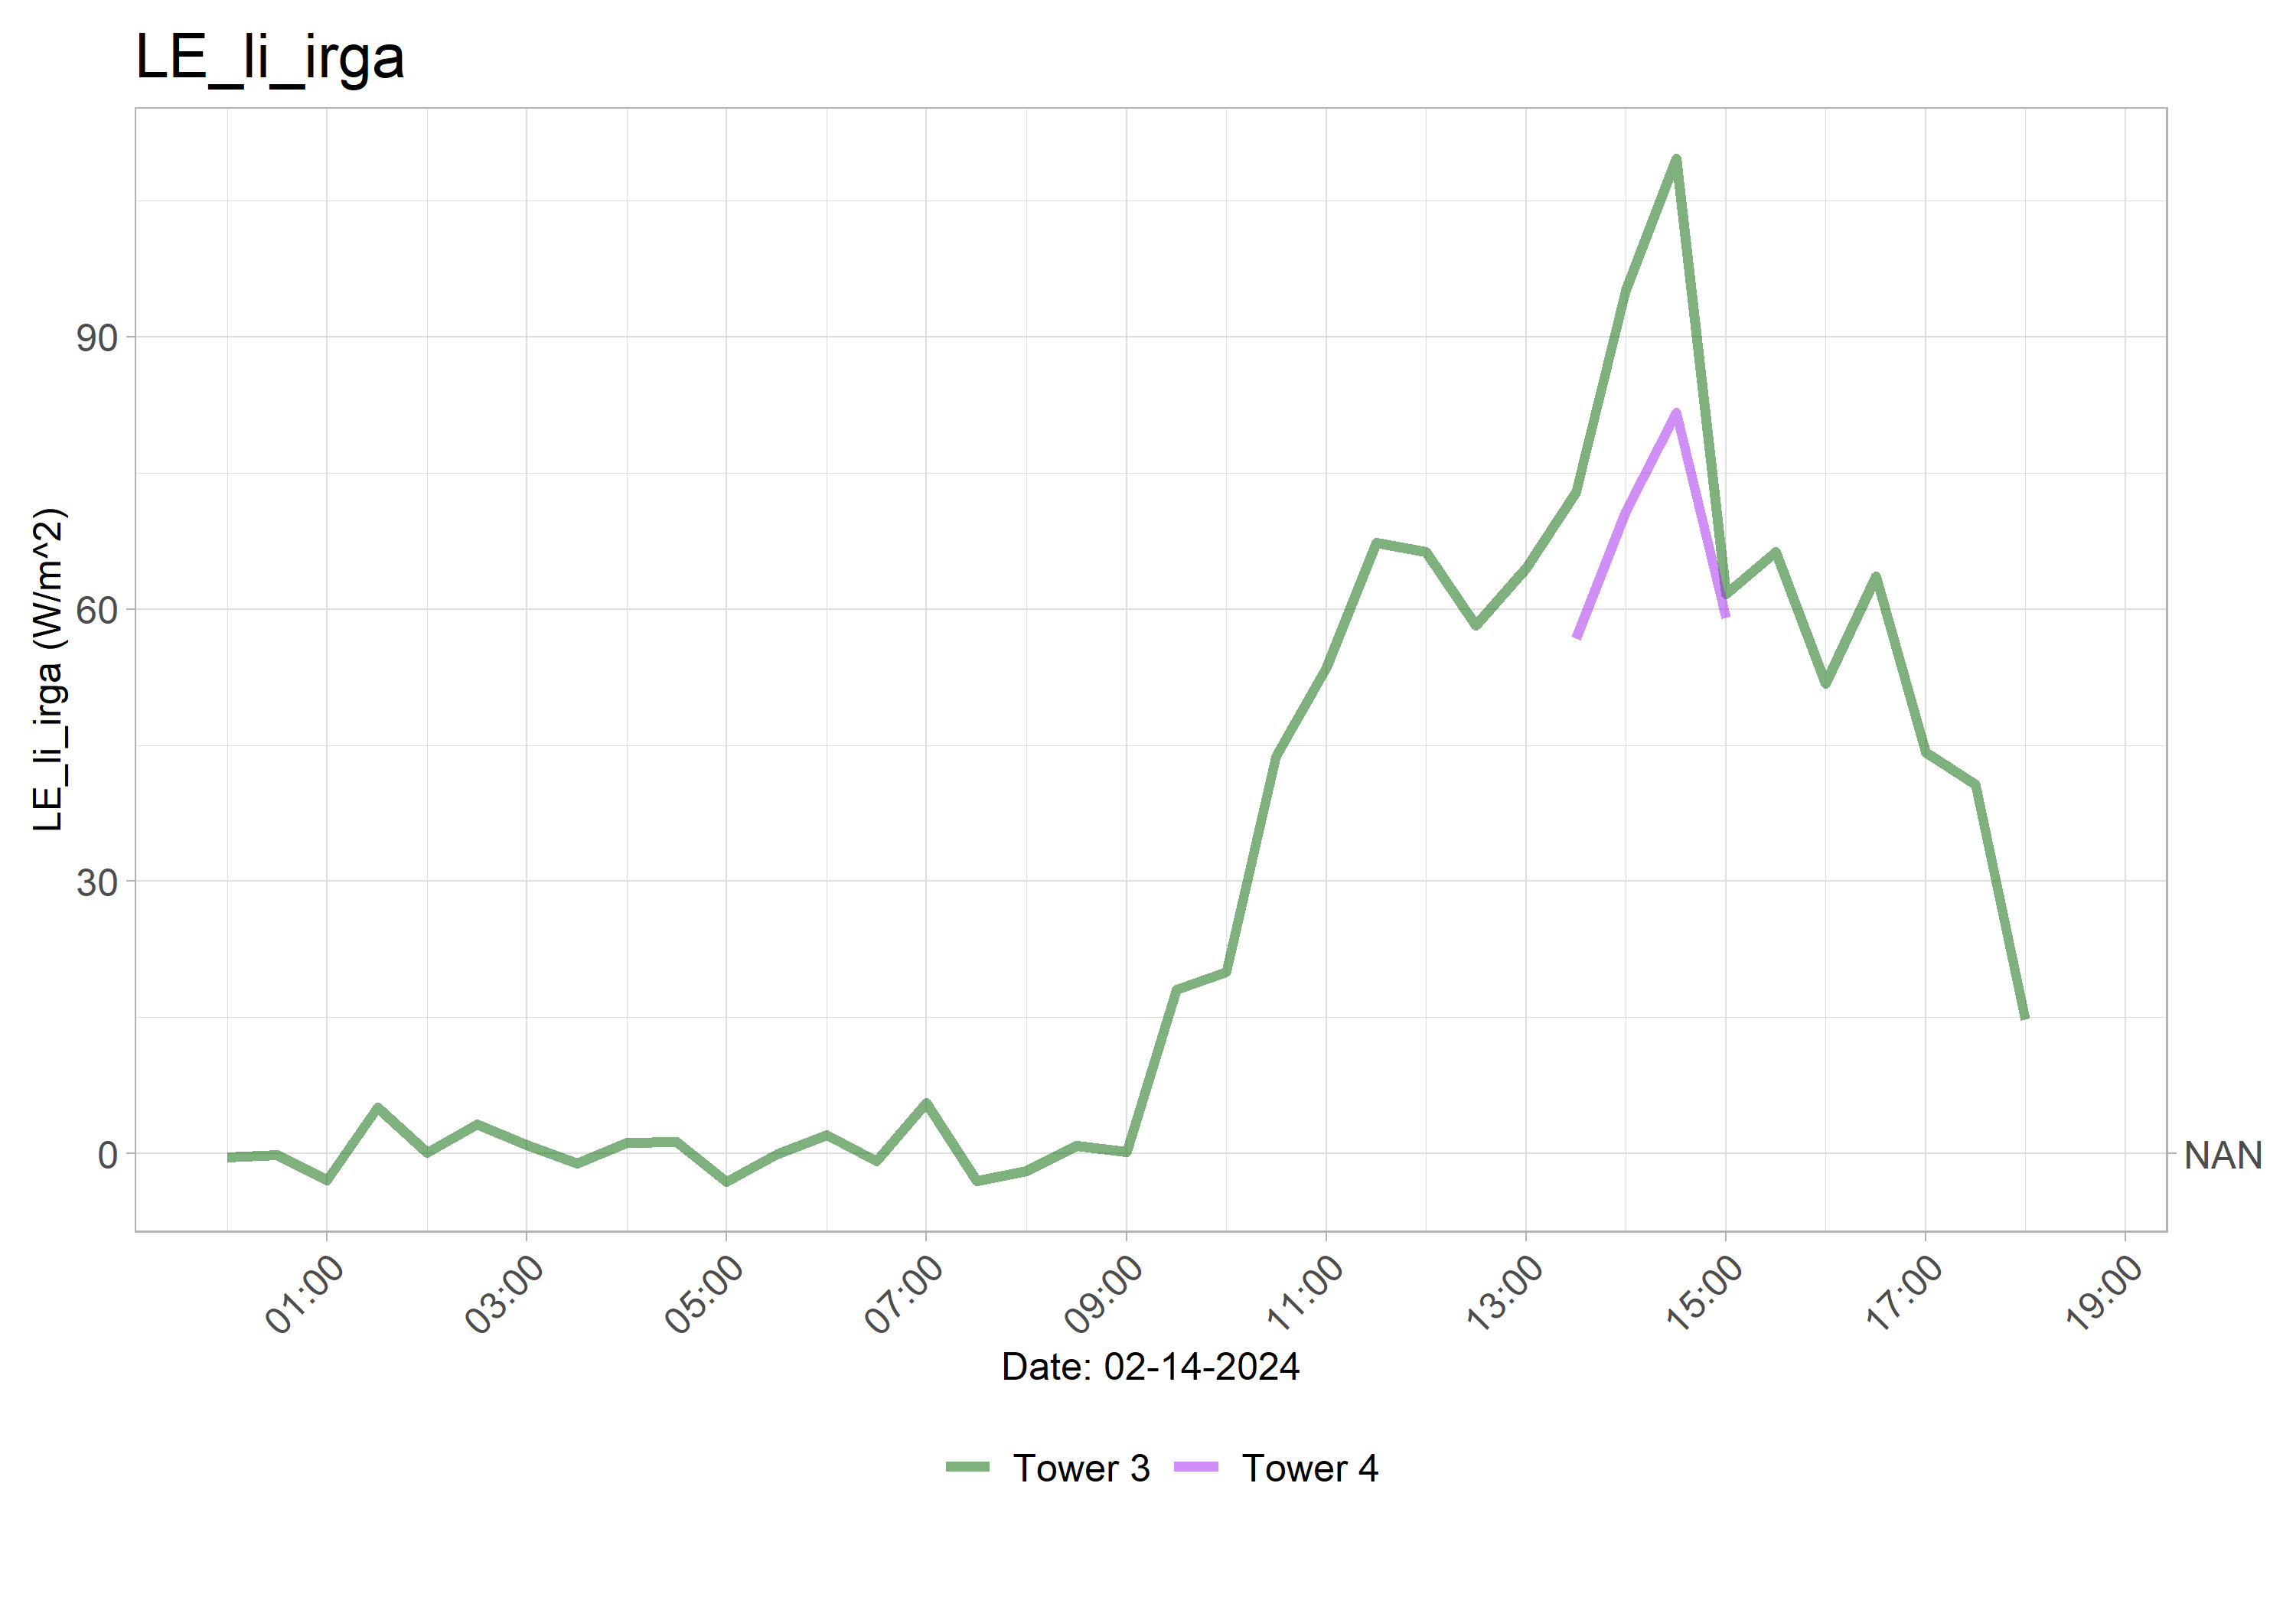 LE_li_irga
LE_li_irga (W/m^2)
90
60
30
0
NAN
01:00 03:00 05:00 07:00 09:00 11:00 13:00 15:00 17:00 19:00
Date: 02-14-2024
Tower 3 Tower 4